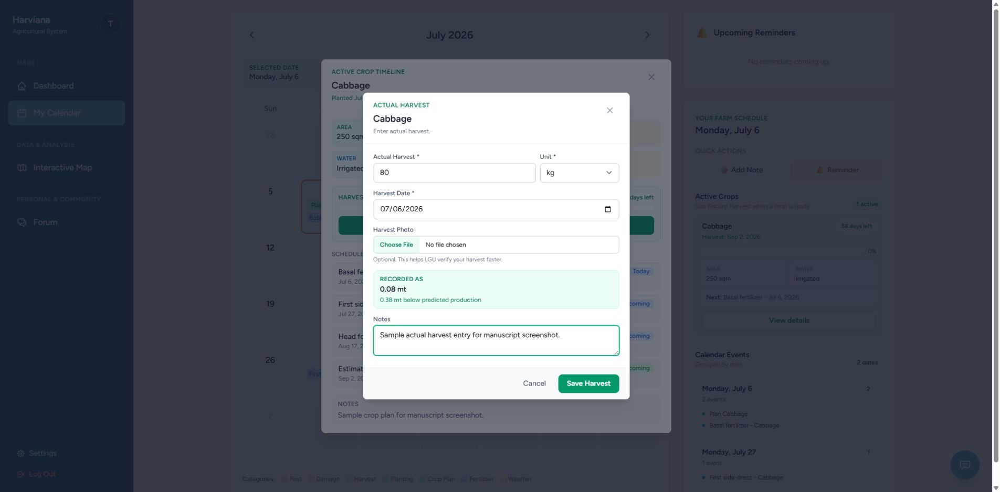 Harviana
Agricultural System
T
MAIN
Dashboard
My Calendar
DATA & ANALYSIS
Interactive Map
PERSONAL & COMMUNITY
Forum
Settings
Log Out
July 2026
SELECTED DATE
Monday, July 6
Sun
28
5
12
19
26
2
Categories: Pest Damage Harvest Planting Crop Plan Fertilizer Weather
ACTIVE CROP TIMELINE
Cabbage
Planted Jul
AREA
250 sqm
WATER
Irrigated
HARVES
days left
SCHEDULE
Basal fe
Jul 6, 202
Today
First sid
Jul 27, 20
coming
Head fo
Aug 17, 2
coming
Estimat
Sep 2, 20
coming
NOTES
Sample crop plan for manuscript screenshot.
ACTUAL HARVEST
Cabbage
Enter actual harvest.
Actual Harvest * Unit *
80 kg
Harvest Date *
07/06/2026
Harvest Photo
Choose File No file chosen
Optional. This helps LGU verify your harvest faster.
RECORDED AS
0.08 mt
0.38 mt below predicted production
Notes
Sample actual harvest entry for manuscript screenshot.
Cancel Save Harvest
Upcoming Reminders
No reminders coming up.
YOUR FARM SCHEDULE
Monday, July 6
QUICK ACTIONS
Add Note Reminder
Active Crops
Use Record Harvest when a crop is ready.
1 active
Cabbage 58 days left
Harvest: Sep 2, 2026
0%
AREA WATER
250 sqm Irrigated
Next: Basal fertilizer - Jul 6, 2026
View details
Calendar Events
Grouped by date
2 dates
Monday, July 6 2
2 events
Plan Cabbage
Basal fertilizer - Cabbage
Monday, July 27 1
1 event
First side-dress - Cabbage